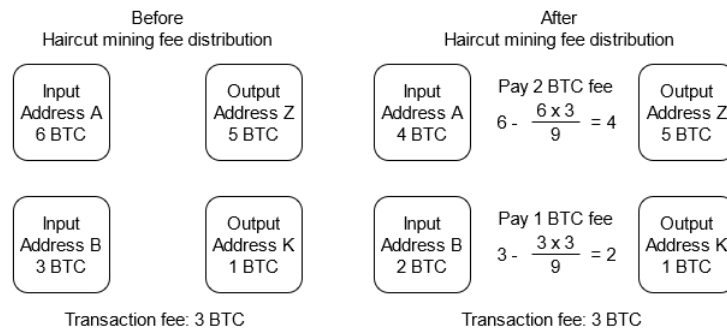 Before
Haircut mining fee distribution
Input
Address A
6 BTC
Output
Address Z
5 BTC
Input
Address B
3 BTC
Output
Address K
1 BTC
Transaction fee: 3 BTC
After
Haircut mining fee distribution
Input
Address A
4 BTC
Pay 2 BTC fee
6 - 6 x 3 / 9 = 4
Output
Address Z
5 BTC
Input
Address B
2 BTC
Pay 1 BTC fee
3 - 3 x 3 / 9 = 2
Output
Address K
1 BTC
Transaction fee: 3 BTC